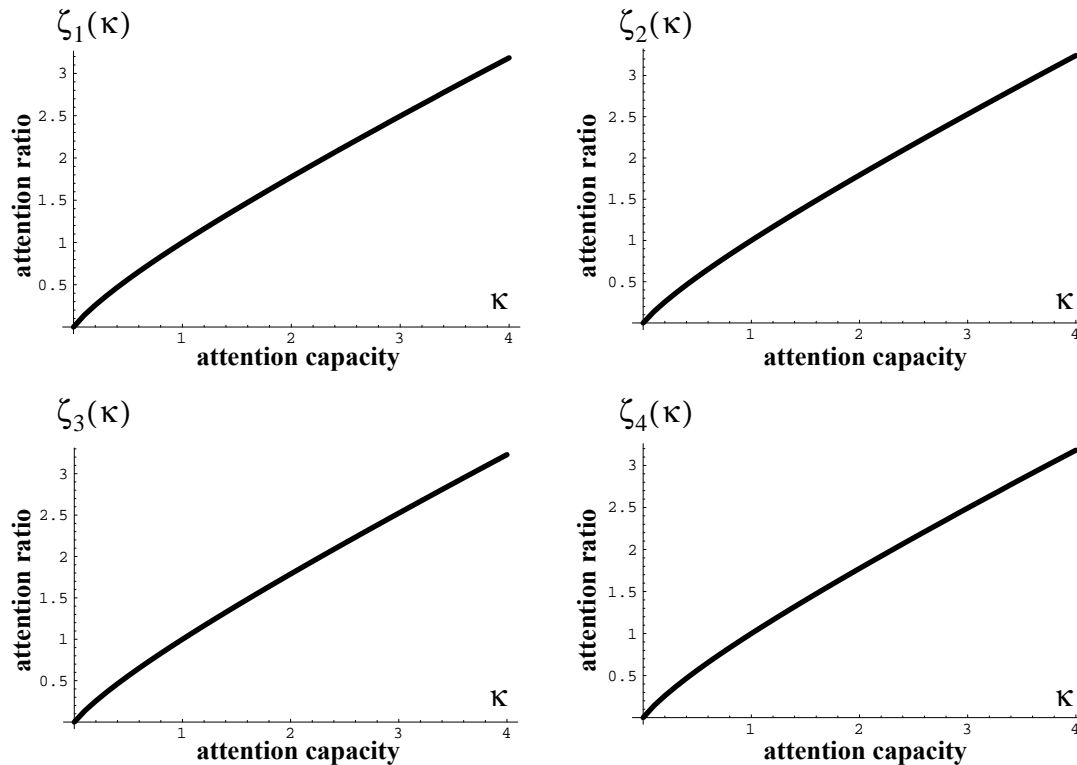 ζ₁(κ)
3
2.5
2
1.5
1
0.5
attention ratio
κ
1 2 3 4
attention capacity
ζ₂(κ)
3
2.5
2
1.5
1
0.5
attention ratio
κ
1 2 3 4
attention capacity
ζ₃(κ)
3
2.5
2
1.5
1
0.5
attention ratio
κ
1 2 3 4
attention capacity
ζ₄(κ)
3
2.5
2
1.5
1
0.5
attention ratio
κ
1 2 3 4
attention capacity